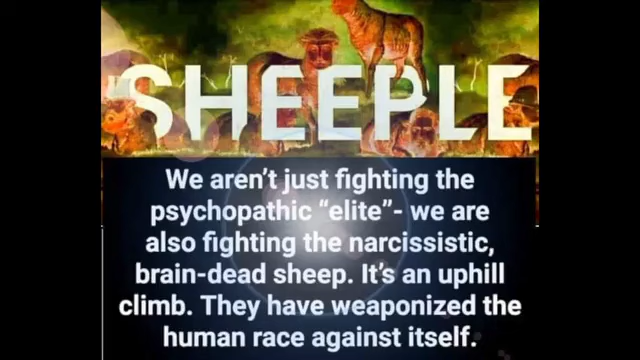 SHEEPLE
We aren't just fighting the
psychopathic “elite”- we are
also fighting the narcissistic,
brain-dead sheep. It's an uphill
climb. They have weaponized the
human race against itself.